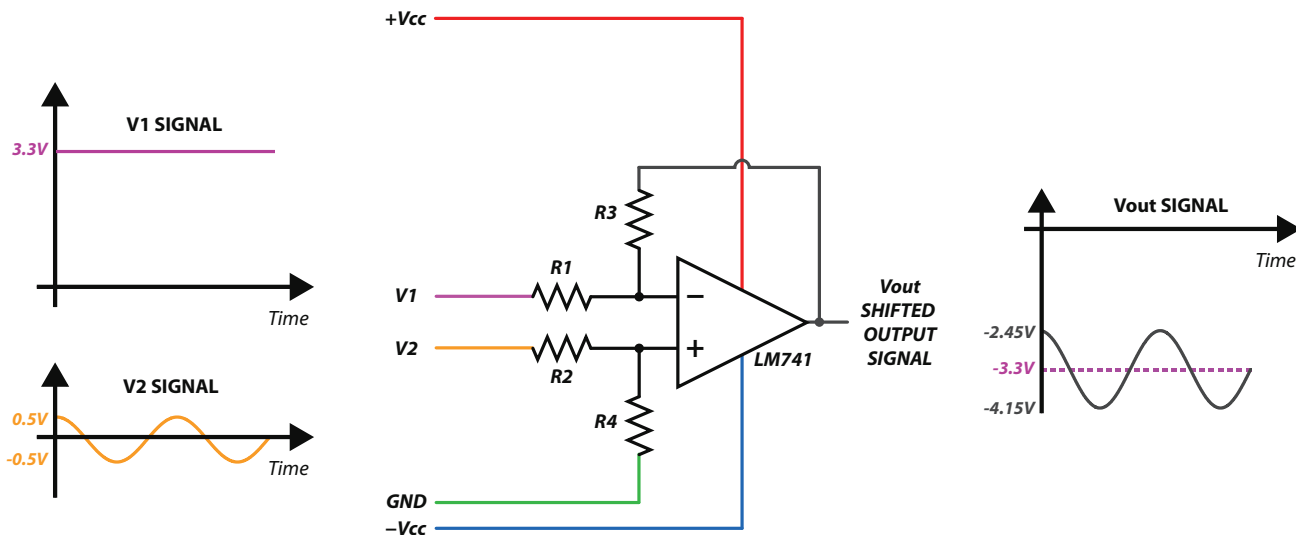 +Vcc
V1 SIGNAL
3.3V
Time
V2 SIGNAL
0.5V
-0.5V
Time
R3
R1
V1
V2
R2
R4
−
+
LM741
GND
−Vcc
Vout
SHIFTED
OUTPUT
SIGNAL
Vout SIGNAL
Time
-2.45V
-3.3V
-4.15V